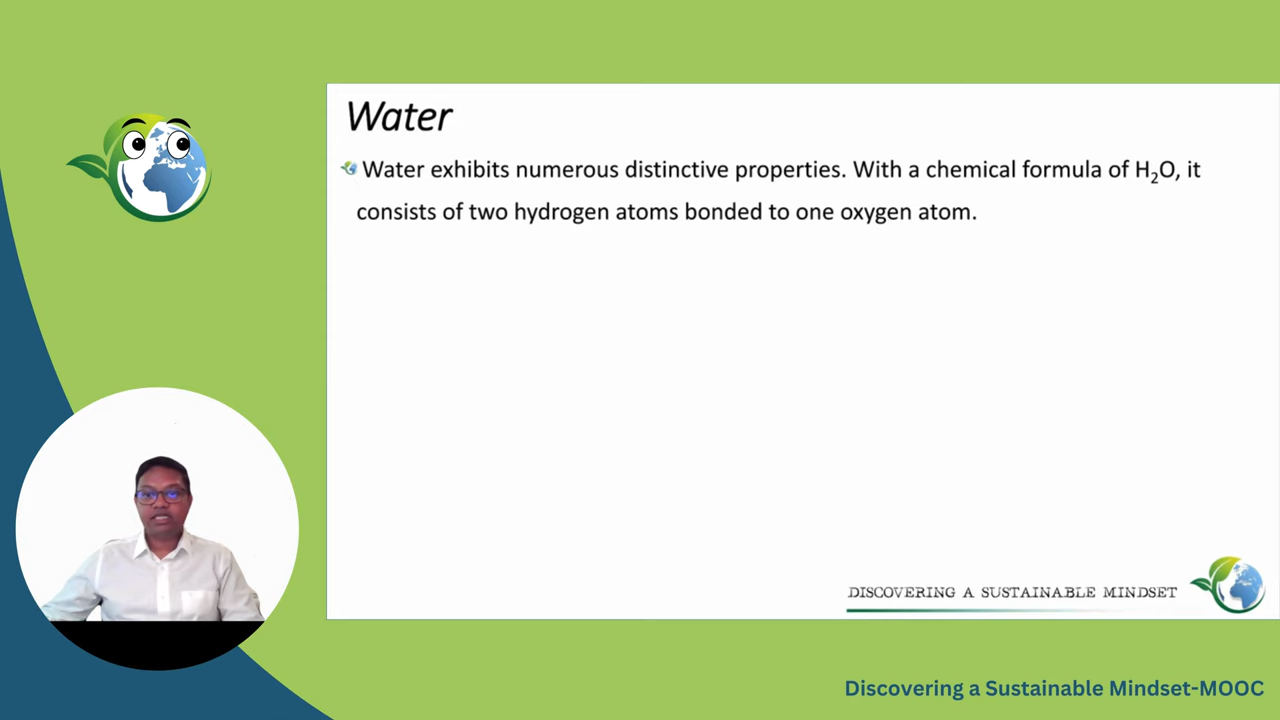 Water
Water exhibits numerous distinctive properties. With a chemical formula of H₂O, it
consists of two hydrogen atoms bonded to one oxygen atom.
DISCOVERING A SUSTAINABLE MINDSET
Discovering a Sustainable Mindset-MOOC